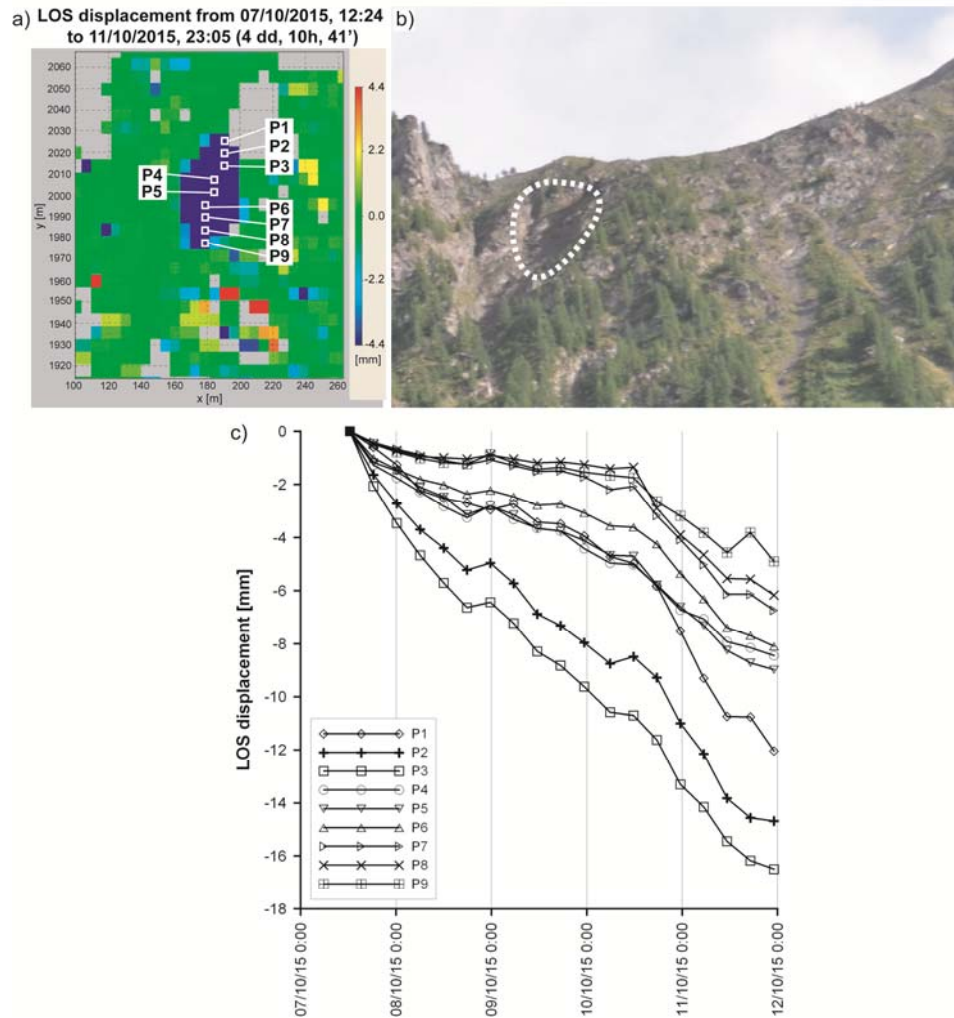 a) LOS displacement from 07/10/2015, 12:24
to 11/10/2015, 23:05 (4 dd, 10h, 41')
b)
2060
2050
2040
2030
2020
2010
2000
1990
1980
1970
1960
1950
1940
1930
1920
y [m]
100 120 140 160 180 200 220 240 260
x [m]
P1
P2
P3
P4
P5
P6
P7
P8
P9
4.4
2.2
0.0
-2.2
-4.4
[mm]
c)
0
-2
-4
-6
-8
-10
-12
-14
-16
-18
LOS displacement [mm]
P1
P2
P3
P4
P5
P6
P7
P8
P9
07/10/15 0:00
08/10/15 0:00
09/10/15 0:00
10/10/15 0:00
11/10/15 0:00
12/10/15 0:00